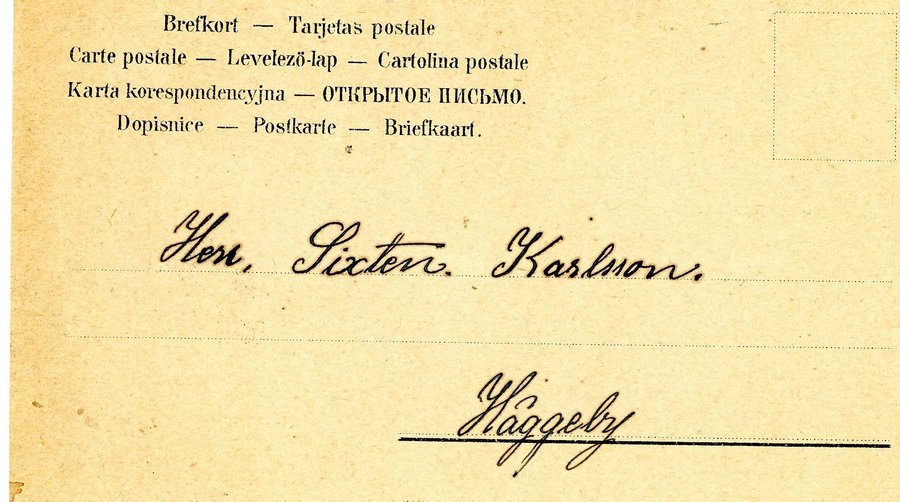 Brefkort — Tarjetas postale
Carte postale — Levelező-lap — Cartolina postale
Karta korespondencyjna — ОТКРЫТОЕ ПИСЬМО.
Dopisnice — Postkarte — Briefkaart.
Herr, Sixten. Karlsson.
Häggeby